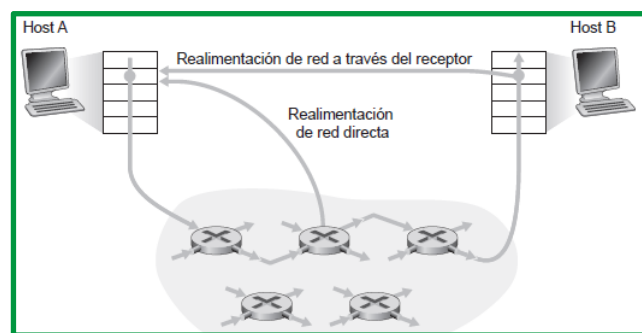 Host A
Host B
Realimentación de red a través del receptor
Realimentación
de red directa